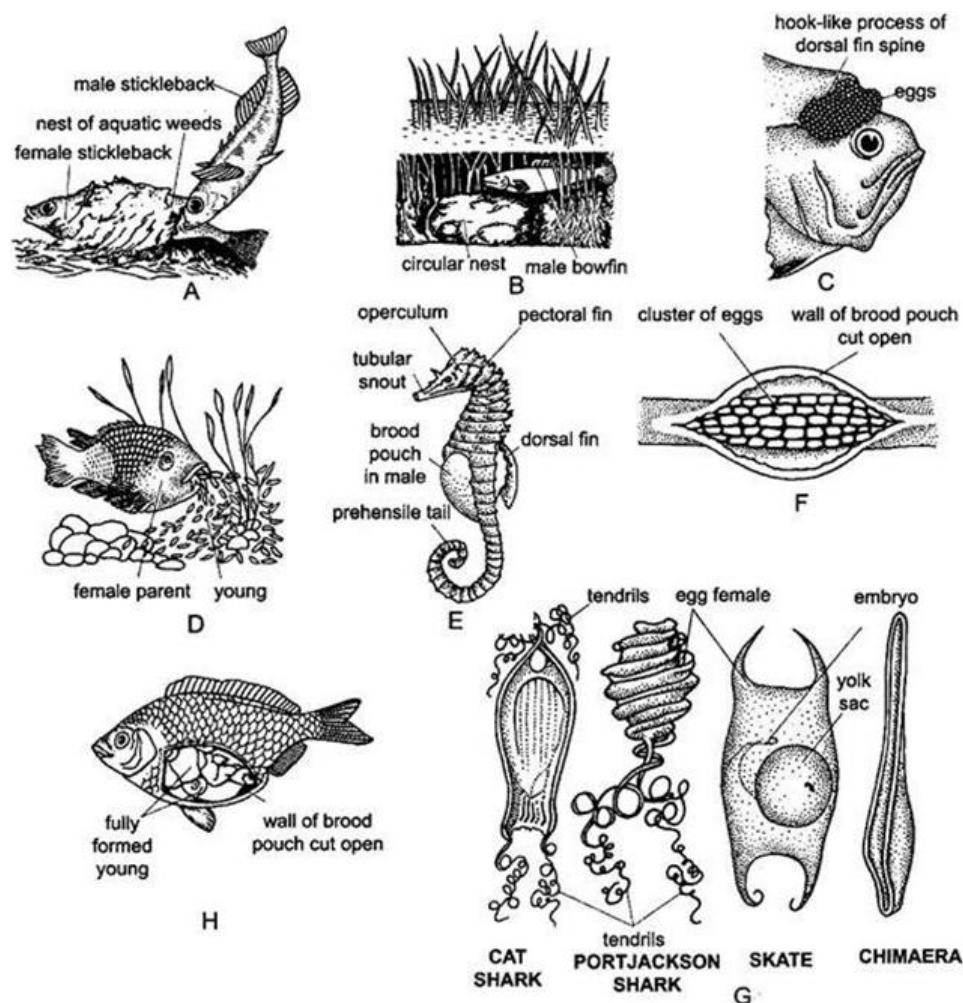 male stickleback
nest of aquatic weeds
female stickleback
A
circular nest
male bowfin
B
hook-like process of
dorsal fin spine
eggs
C
female parent
young
D
operculum
pectoral fin
tubular
snout
brood
pouch
in male
dorsal fin
prehensile tail
E
cluster of eggs
wall of brood pouch
cut open
F
fully
formed
young
wall of brood
pouch cut open
H
tendrils
egg female
embryo
yolk
sac
tendrils
CAT
SHARK
PORTJACKSON
SHARK
SKATE
CHIMAERA
G